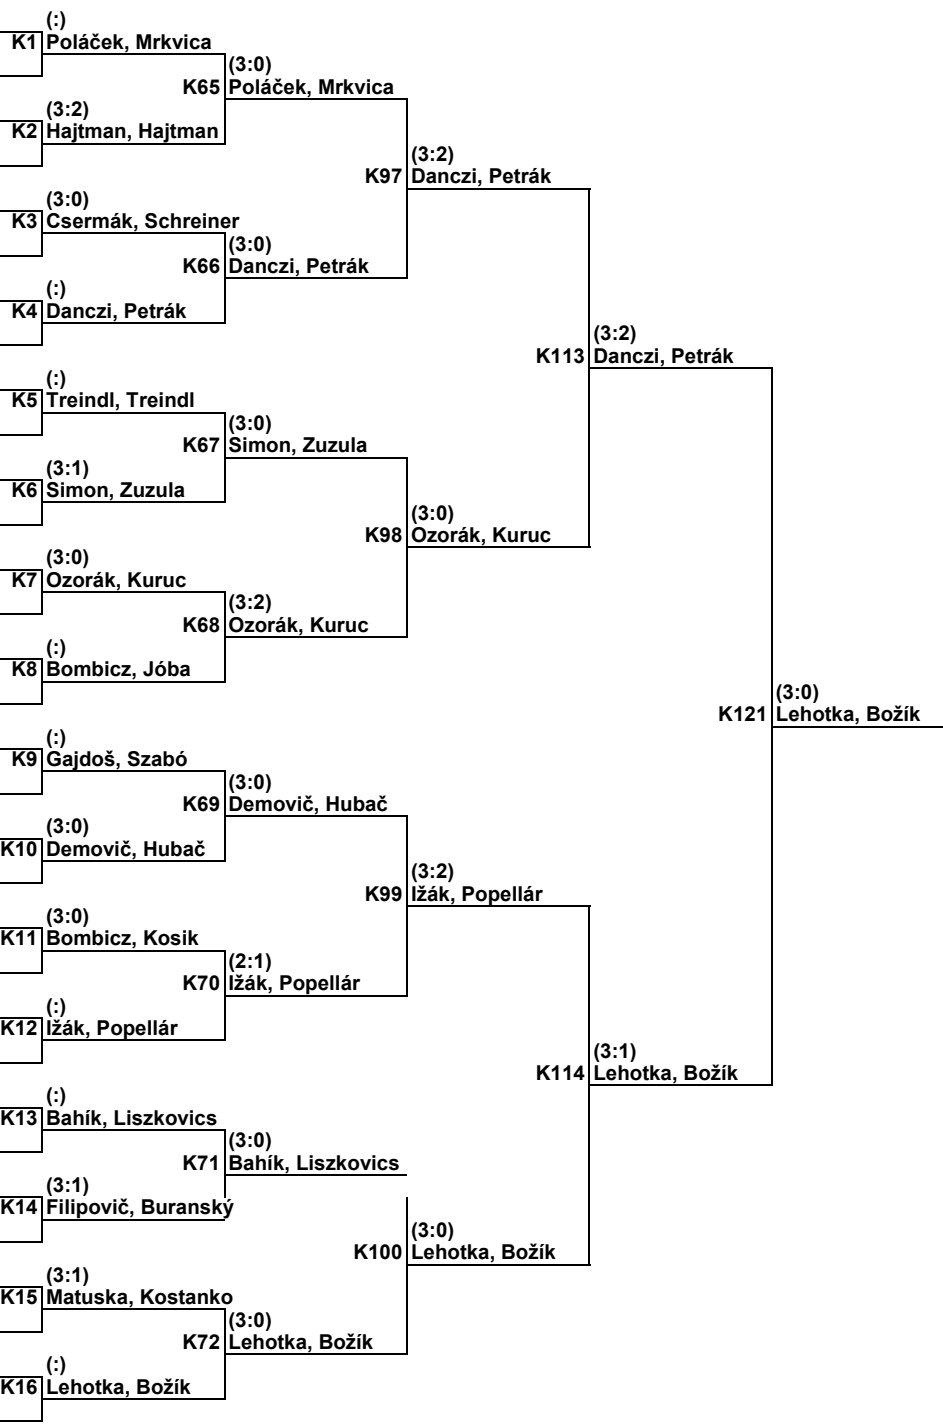 (:)
K1 Poláček, Mrkvica
(3:0)
K65 Poláček, Mrkvica
(3:2)
K2 Hajtman, Hajtman
(3:2)
K97 Danczi, Petrák
(3:0)
K3 Csermák, Schreiner
(3:0)
K66 Danczi, Petrák
(:)
K4 Danczi, Petrák
(3:2)
K113 Danczi, Petrák
(:)
K5 Treindl, Treindl
(3:0)
K67 Simon, Zuzula
(3:1)
K6 Simon, Zuzula
(3:0)
K98 Ozorák, Kuruc
(3:0)
K7 Ozorák, Kuruc
(3:2)
K68 Ozorák, Kuruc
(:)
K8 Bombicz, Jóba
(3:0)
K121 Lehotka, Božík
(:)
K9 Gajdoš, Szabó
(3:0)
K69 Demovič, Hubač
(3:0)
K10 Demovič, Hubač
(3:2)
K99 Ižák, Popellár
(3:0)
K11 Bombicz, Kosik
(2:1)
K70 Ižák, Popellár
(:)
K12 Ižák, Popellár
(3:1)
K114 Lehotka, Božík
(:)
K13 Bahík, Liszkovics
(3:0)
K71 Bahík, Liszkovics
(3:1)
K14 Filipovič, Buranský
(3:0)
K100 Lehotka, Božík
(3:1)
K15 Matuska, Kostanko
(3:0)
K72 Lehotka, Božík
(:)
K16 Lehotka, Božík